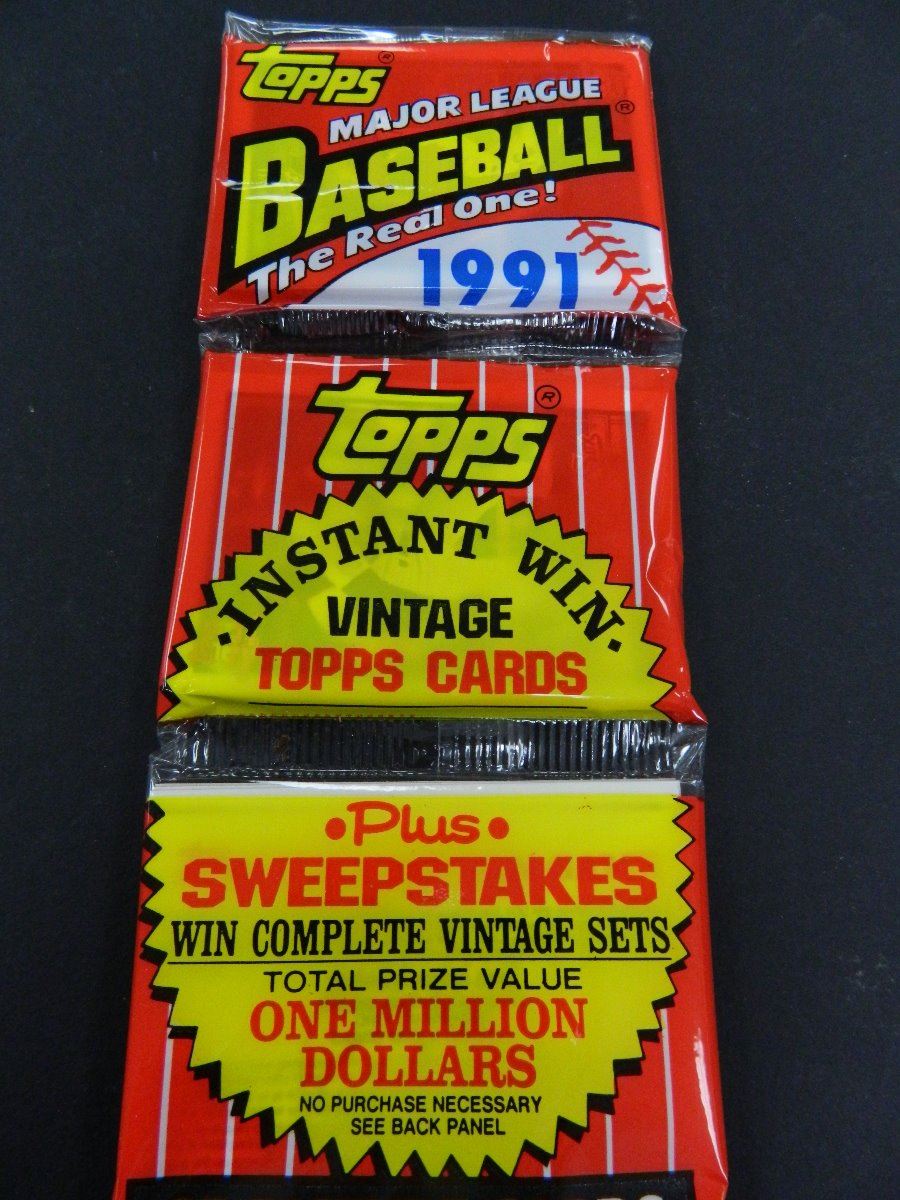 Topps ®
MAJOR LEAGUE
BASEBALL ®
The Real One!
1991
Topps ®
·INSTANT WIN·
VINTAGE
TOPPS CARDS
•Plus•
SWEEPSTAKES
WIN COMPLETE VINTAGE SETS
TOTAL PRIZE VALUE
ONE MILLION
DOLLARS
NO PURCHASE NECESSARY
SEE BACK PANEL